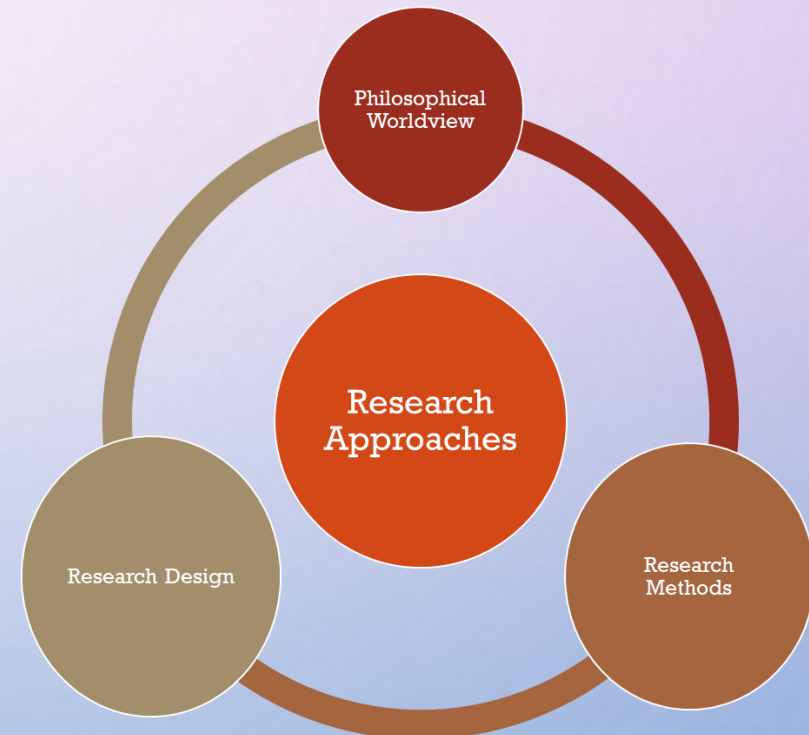 Philosophical
Worldview
Research
Approaches
Research Design
Research
Methods